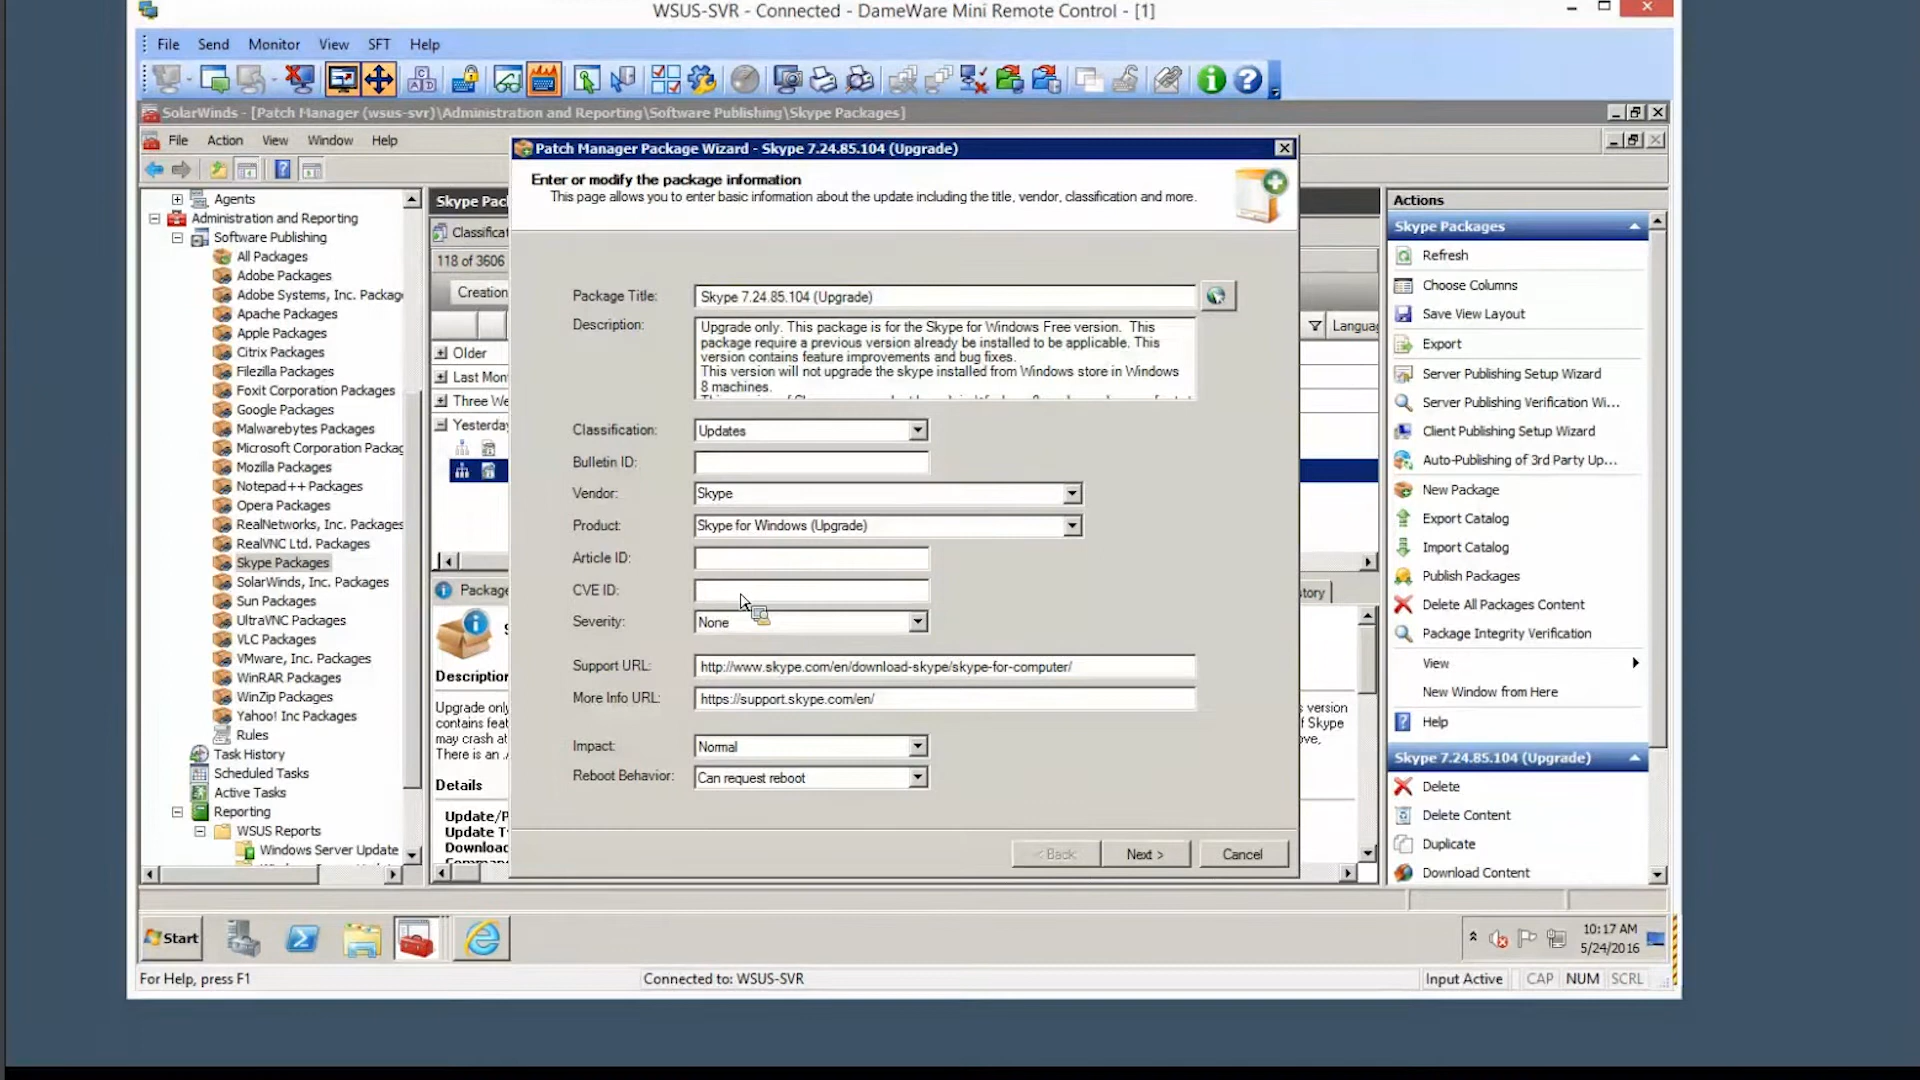 WSUS-SVR - Connected - DameWare Mini Remote Control - [1]
File Send Monitor View SFT Help
SolarWinds - [Patch Manager (wsus-svr)\Administration and Reporting\Software Publishing\Skype Packages]
File Action View Window Help
Agents
Administration and Reporting
Software Publishing
All Packages
Adobe Packages
Adobe Systems, Inc. Packag
Apache Packages
Apple Packages
Citrix Packages
Filezilla Packages
Foxit Corporation Packages
Google Packages
Malwarebytes Packages
Microsoft Corporation Packag
Mozilla Packages
Notepad++ Packages
Opera Packages
RealNetworks, Inc. Packages
RealVNC Ltd. Packages
Skype Packages
SolarWinds, Inc. Packages
Sun Packages
UltraVNC Packages
VLC Packages
VMware, Inc. Packages
WinRAR Packages
WinZip Packages
Yahoo! Inc Packages
Rules
Task History
Scheduled Tasks
Active Tasks
Reporting
WSUS Reports
Windows Server Update
Skype Pac
Classificat
118 of 3606
Creation
Languag
Older
Last Mon
Three We
Yesterday
Package
tory
Description
Upgrade only
contains feat
may crash at
There is an
Details
Update/P
Update T
Downloa
s version
of Skype
ove,
Patch Manager Package Wizard - Skype 7.24.85.104 (Upgrade)
Enter or modify the package information
This page allows you to enter basic information about the update including the title, vendor, classification and more.
Package Title: Skype 7.24.85.104 (Upgrade)
Description: Upgrade only. This package is for the Skype for Windows Free version. This
package require a previous version already be installed to be applicable. This
version contains feature improvements and bug fixes.
This version will not upgrade the skype installed from Windows store in Windows
8 machines.
Classification: Updates
Bulletin ID:
Vendor: Skype
Product: Skype for Windows (Upgrade)
Article ID:
CVE ID:
Severity: None
Support URL: http://www.skype.com/en/download-skype/skype-for-computer/
More Info URL: https://support.skype.com/en/
Impact: Normal
Reboot Behavior: Can request reboot
< Back Next > Cancel
Actions
Skype Packages
Refresh
Choose Columns
Save View Layout
Export
Server Publishing Setup Wizard
Server Publishing Verification Wi...
Client Publishing Setup Wizard
Auto-Publishing of 3rd Party Up...
New Package
Export Catalog
Import Catalog
Publish Packages
Delete All Packages Content
Package Integrity Verification
View
New Window from Here
Help
Skype 7.24.85.104 (Upgrade)
Delete
Delete Content
Duplicate
Download Content
Start
10:17 AM
5/24/2016
For Help, press F1
Connected to: WSUS-SVR
Input Active CAP NUM SCRL